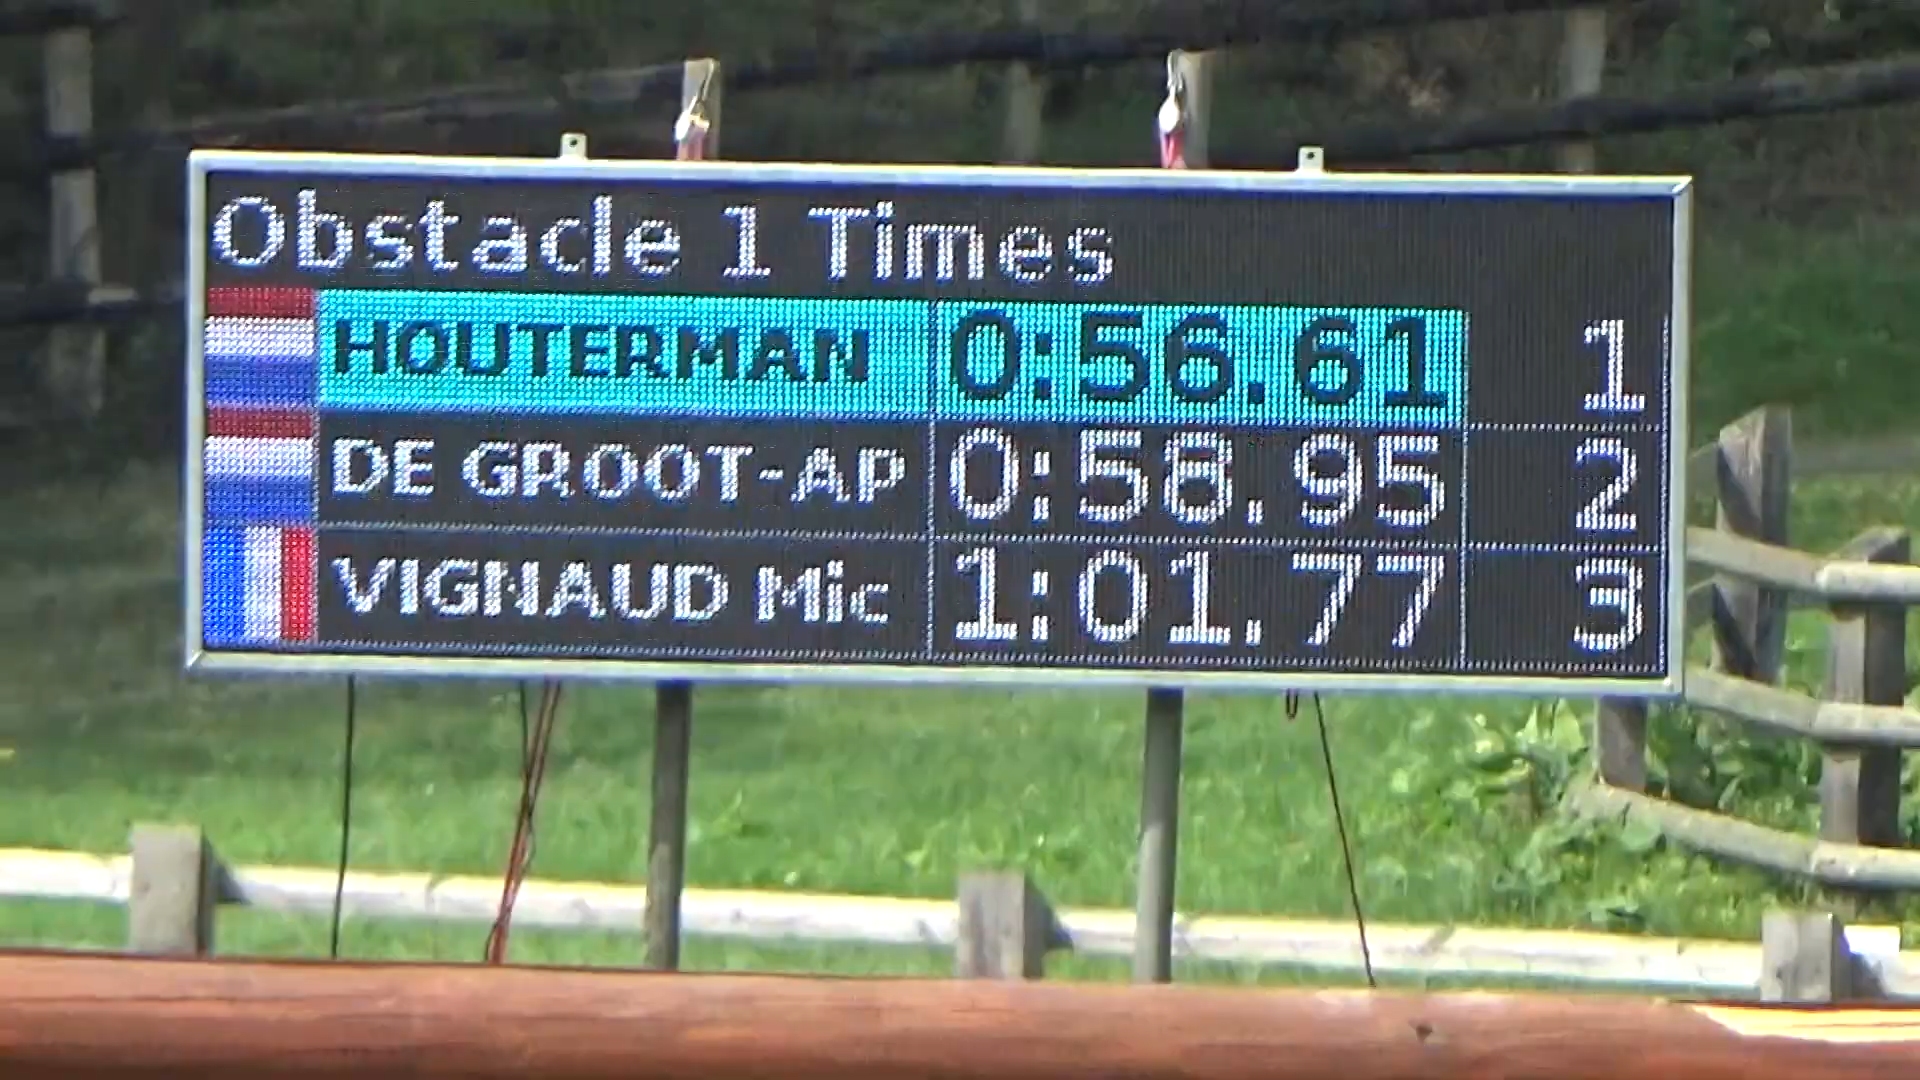 Obstacle 1 Times
HOUTERMAN 0:56.61 1
DE GROOT-AP 0:58.95 2
VIGNAUD Mic 1:01.77 3